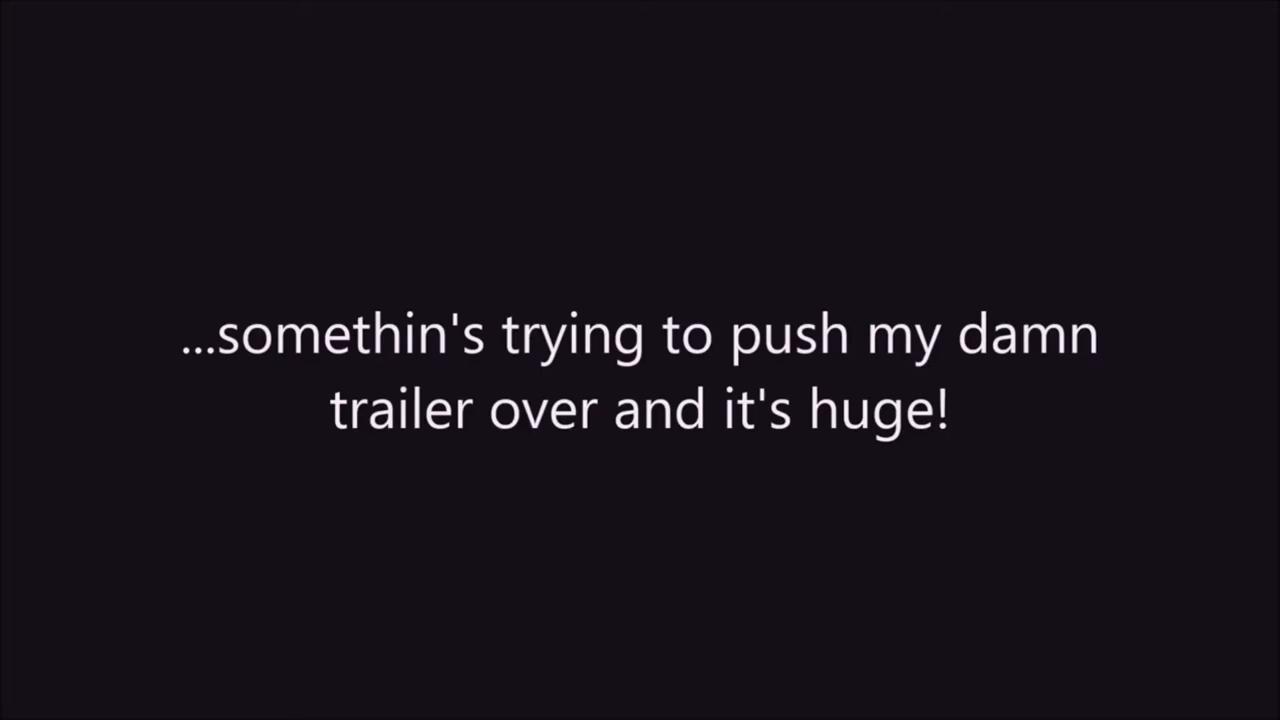 ...somethin's trying to push my damn
trailer over and it's huge!